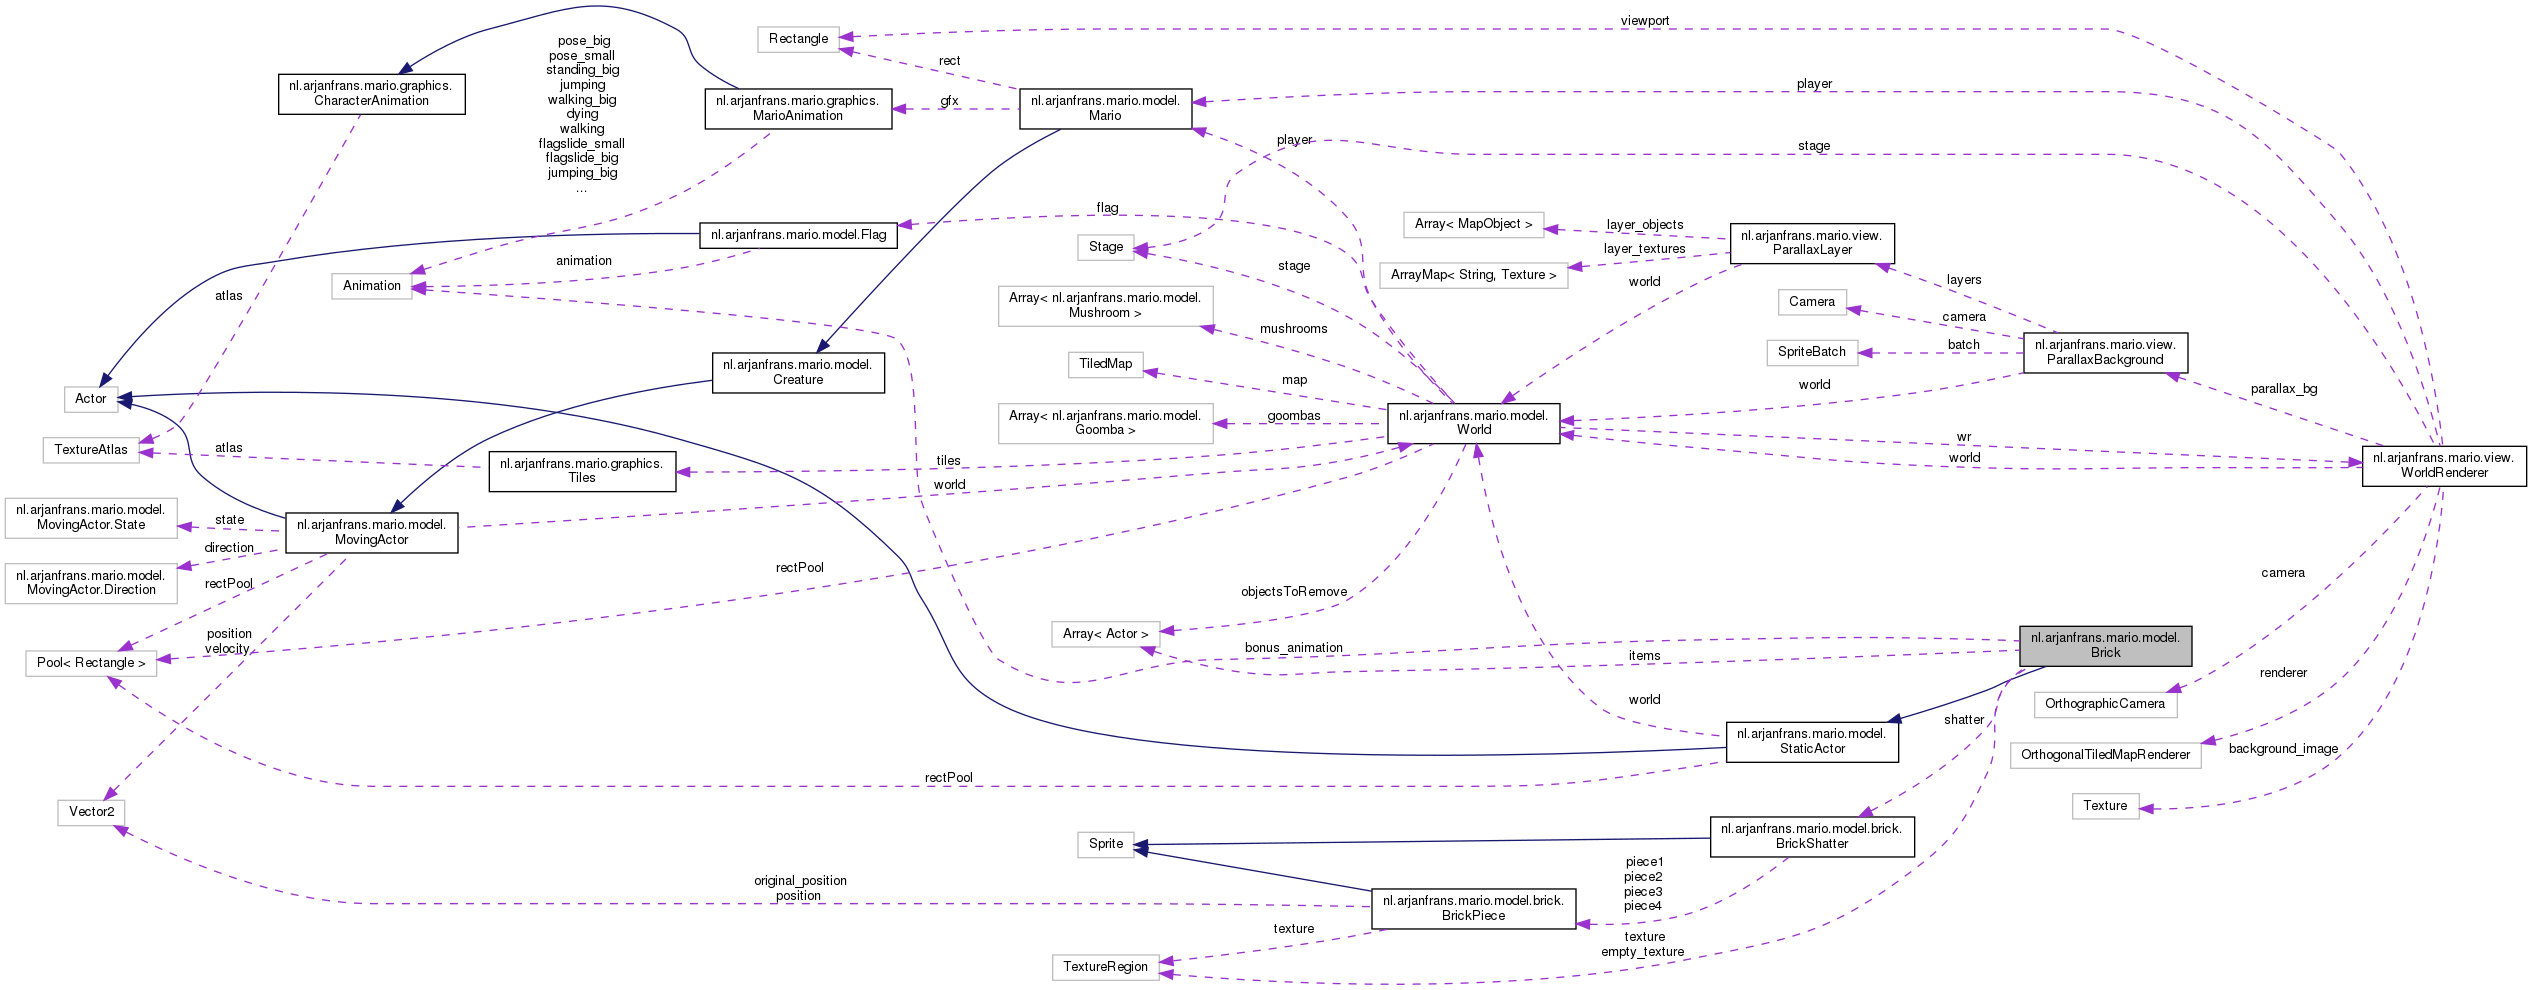 viewport
Rectangle
pose_big
pose_small
standing_big
jumping
walking_big
dying
walking
flagslide_small
flagslide_big
jumping_big
...
rect
nl.arjanfrans.mario.graphics.
CharacterAnimation
nl.arjanfrans.mario.graphics.
MarioAnimation
gfx
nl.arjanfrans.mario.model.
Mario
player
player
stage
flag
nl.arjanfrans.mario.model.Flag
Stage
Array< MapObject >
layer_objects
nl.arjanfrans.mario.view.
ParallaxLayer
layer_textures
ArrayMap< String, Texture >
animation
Animation
stage
world
layers
atlas
Array< nl.arjanfrans.mario.model.
Mushroom >
mushrooms
Camera
camera
nl.arjanfrans.mario.view.
ParallaxBackground
batch
SpriteBatch
TiledMap
map
nl.arjanfrans.mario.model.
Creature
world
parallax_bg
Actor
Array< nl.arjanfrans.mario.model.
Goomba >
goombas
nl.arjanfrans.mario.model.
World
wr
world
nl.arjanfrans.mario.view.
WorldRenderer
TextureAtlas
atlas
nl.arjanfrans.mario.graphics.
Tiles
tiles
world
nl.arjanfrans.mario.model.
MovingActor.State
state
nl.arjanfrans.mario.model.
MovingActor
direction
nl.arjanfrans.mario.model.
MovingActor.Direction
rectPool
rectPool
objectsToRemove
camera
Array< Actor >
position
velocity
Pool< Rectangle >
bonus_animation
items
nl.arjanfrans.mario.model.
Brick
renderer
world
OrthographicCamera
shatter
nl.arjanfrans.mario.model.
StaticActor
OrthogonalTiledMapRenderer
background_image
rectPool
Vector2
Texture
Sprite
nl.arjanfrans.mario.model.brick.
BrickShatter
piece1
piece2
piece3
piece4
original_position
position
nl.arjanfrans.mario.model.brick.
BrickPiece
texture
texture
empty_texture
TextureRegion